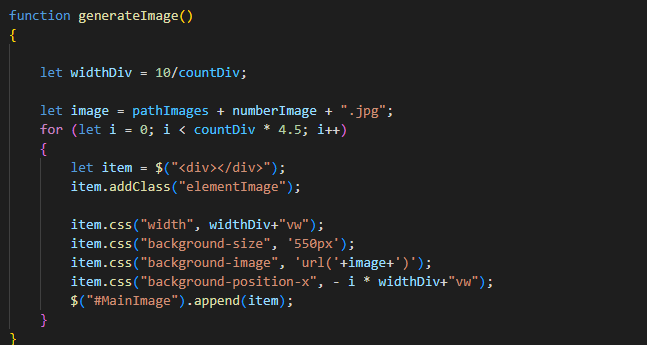 function generateImage()
{
let widthDiv = 10/countDiv;
let image = pathImages + numberImage + ".jpg";
for (let i = 0; i < countDiv * 4.5; i++)
{
let item = $("<div></div>");
item.addClass("elementImage");
item.css("width", widthDiv+"vw");
item.css("background-size", '550px');
item.css("background-image", 'url('+image+')');
item.css("background-position-x", - i * widthDiv+"vw");
$("#MainImage").append(item);
}
}